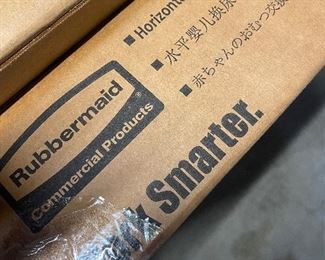 Rubbermaid
Commercial Products
Horizont
水平婴儿换尿
赤ちゃんのおむつ交換
k Smarter.